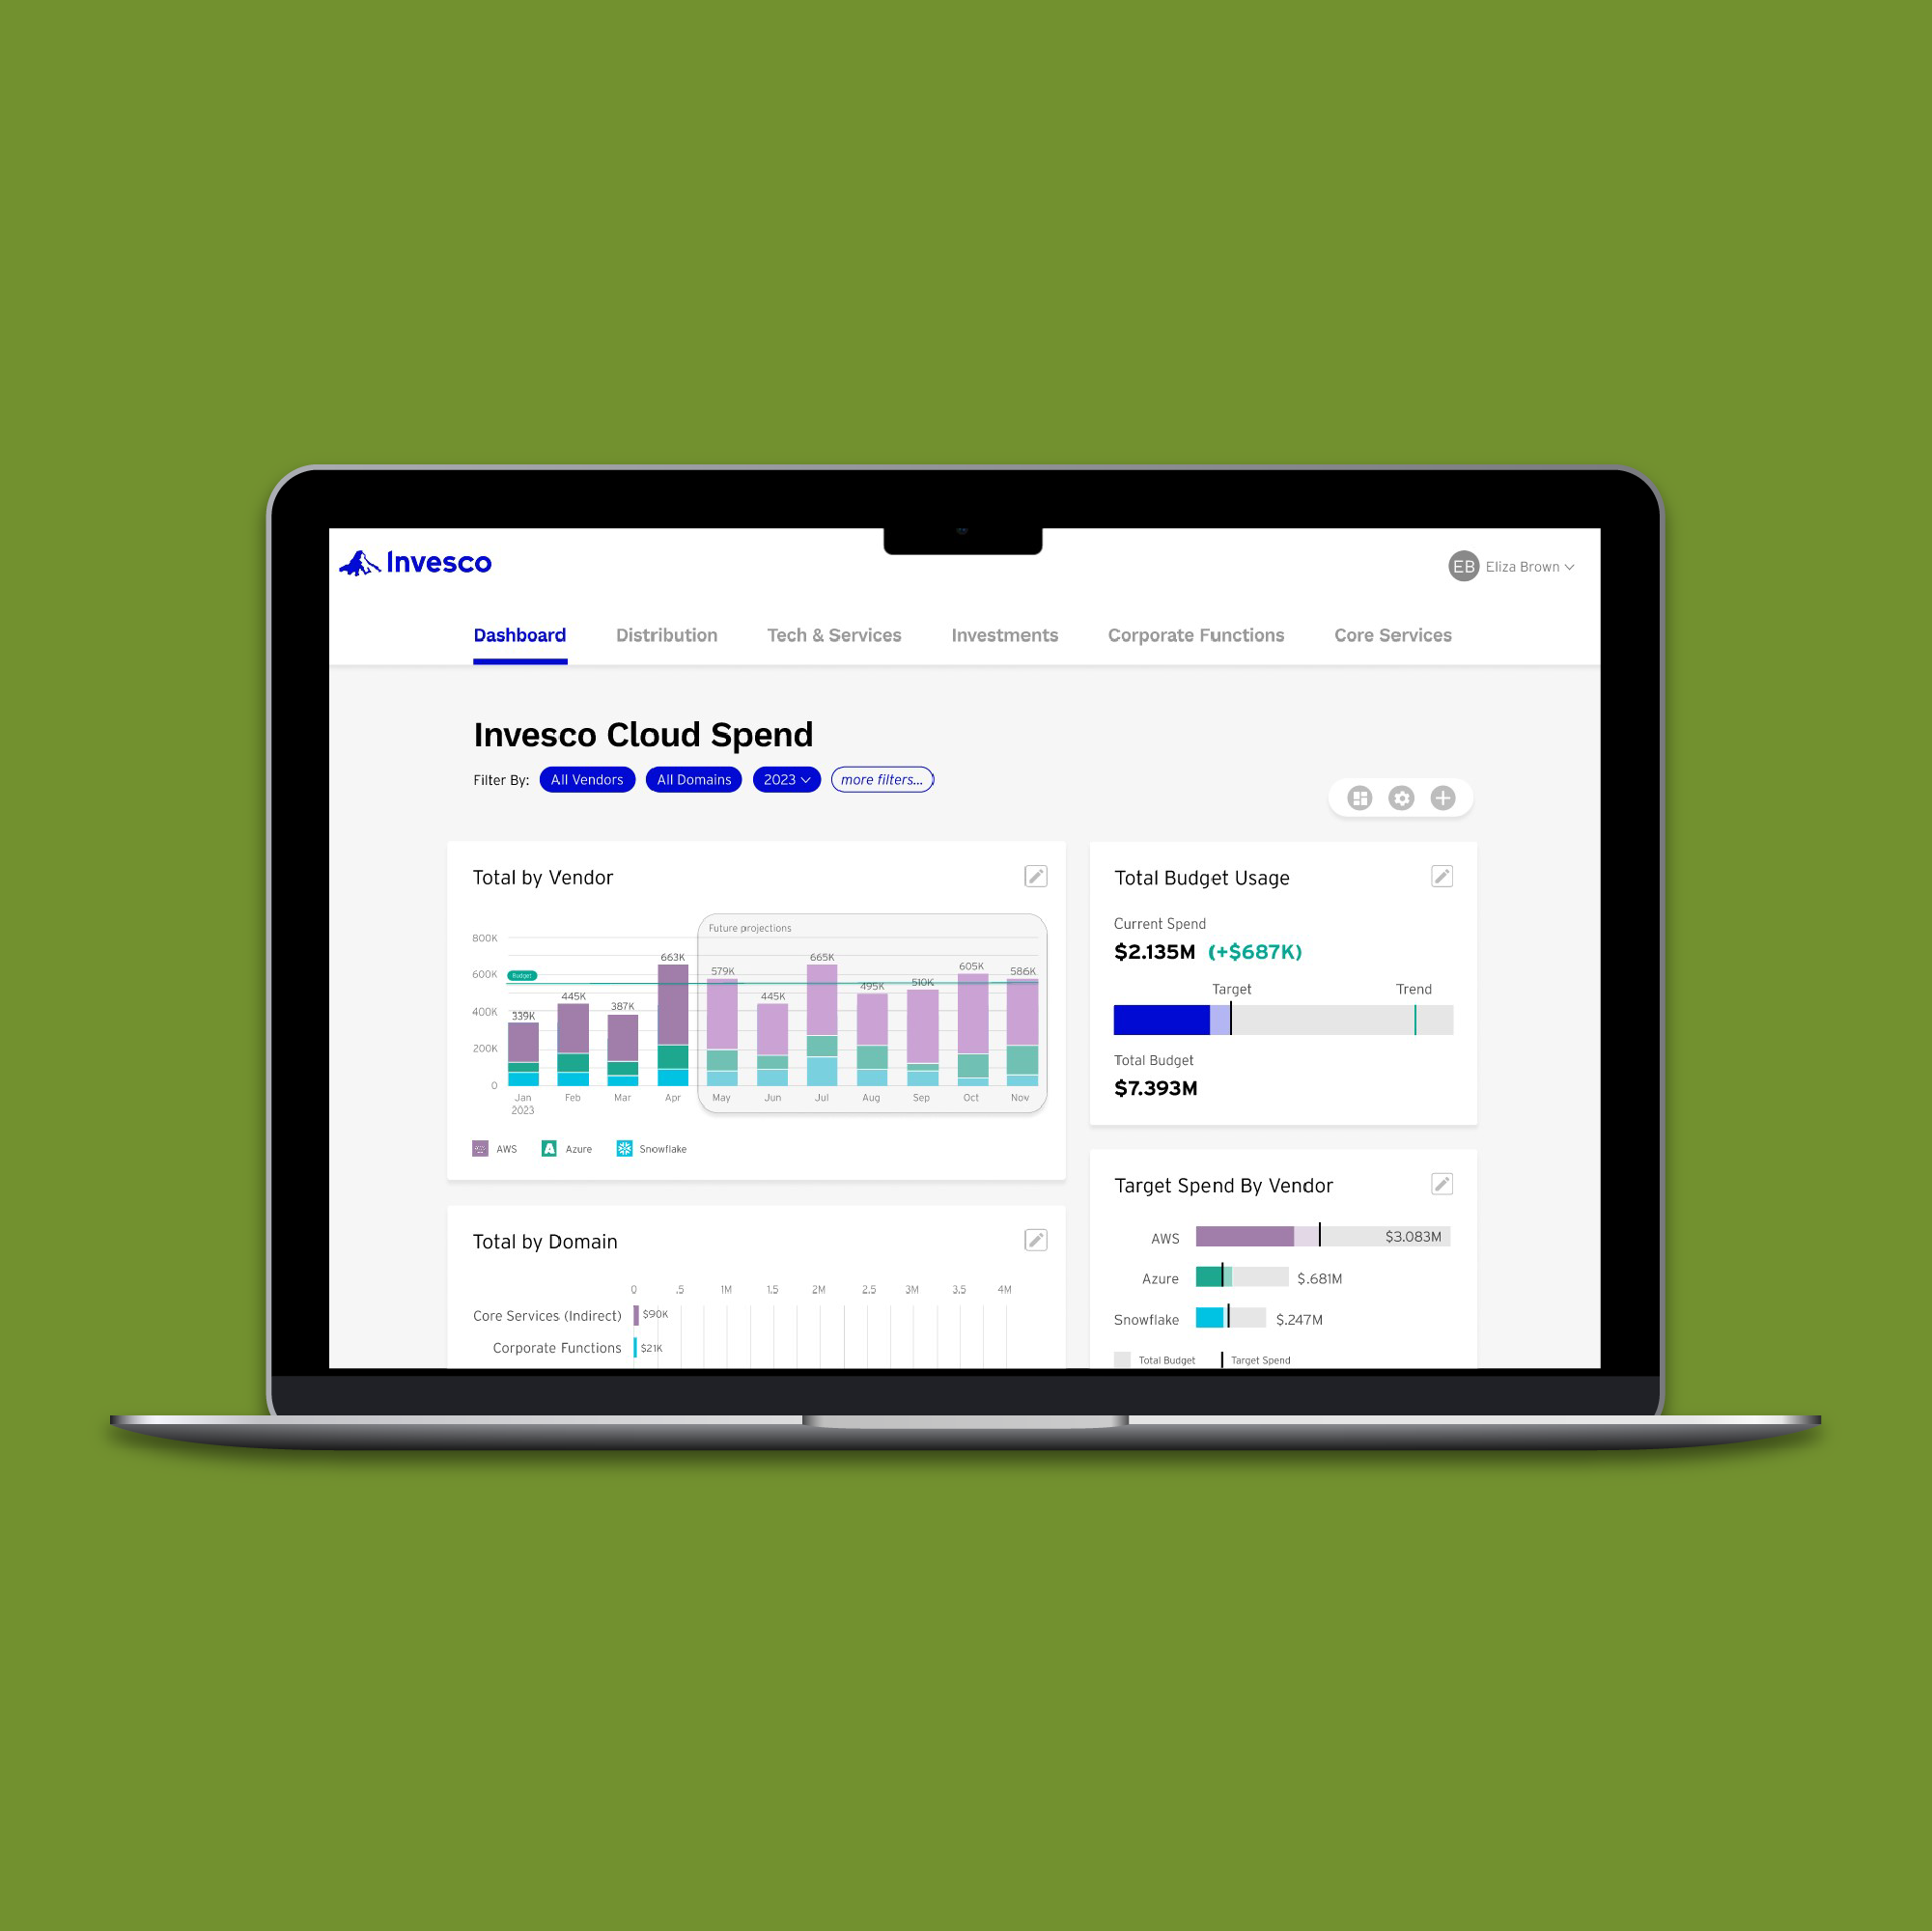 Invesco
EB Eliza Brown
Dashboard Distribution Tech & Services Investments Corporate Functions Core Services
Invesco Cloud Spend
Filter By: All Vendors All Domains 2023 more filters...
Total by Vendor
Future projections
800K
600K
400K
200K
0
Budget
339K
445K
387K
663K
579K
445K
665K
495K
510K
605K
586K
Jan Feb Mar Apr May Jun Jul Aug Sep Oct Nov
2023
AWS A Azure Snowflake
Total Budget Usage
Current Spend
$2.135M (+$687K)
Target Trend
Total Budget
$7.393M
Total by Domain
0 .5 1M 1.5 2M 2.5 3M 3.5 4M
Core Services (Indirect) $90K
Corporate Functions $21K
Target Spend By Vendor
AWS $3.083M
Azure $.681M
Snowflake $.247M
Total Budget Target Spend